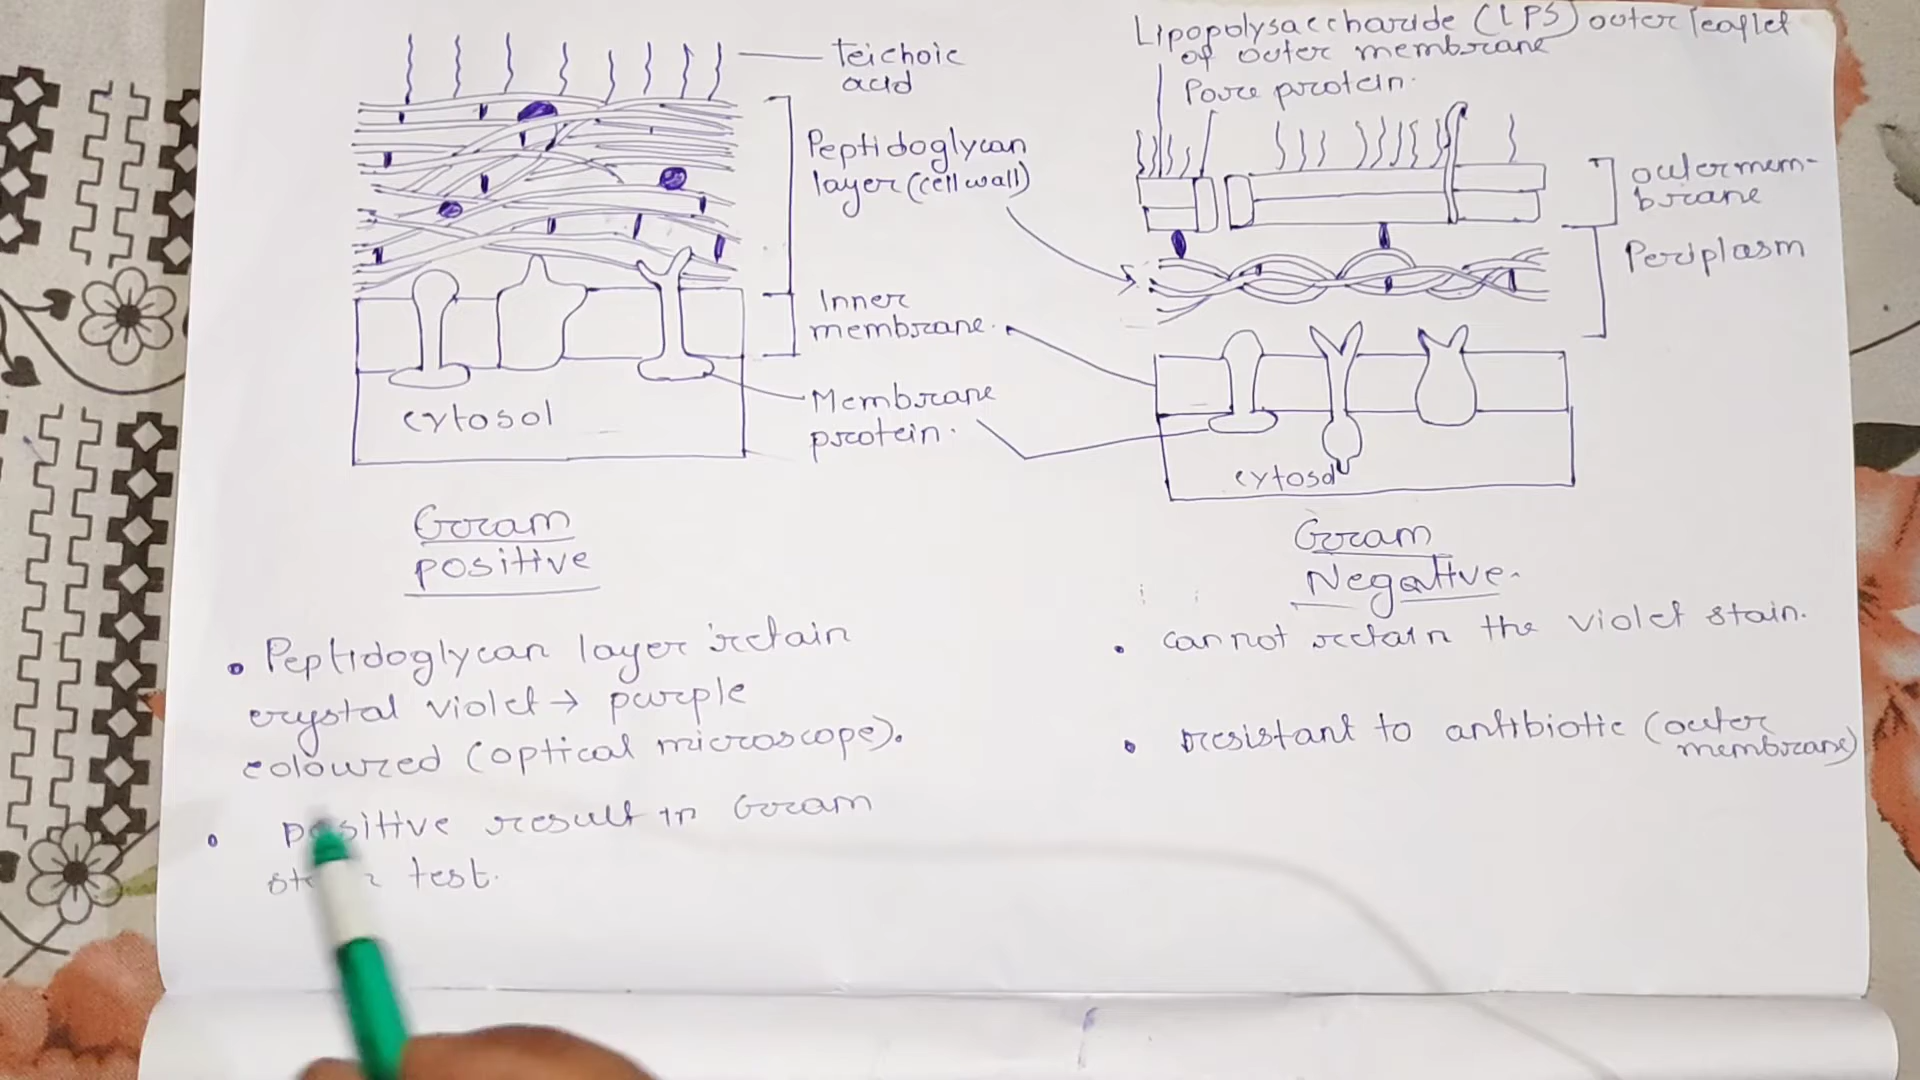 Teichoic
acid
Peptidoglycan
layer (cell wall)
Inner
membrane.
Membrane
protein.
cytosol
Gram
positive
• Peptidoglycan layer retain
crystal violet → purple
coloured (optical microscope).
• positive result in Gram
test.
Lipopolysaccharide (LPS) outer leaflet
of outer membrane
Pore protein.
outer mem-
brane
Periplasm
cytosol
Gram
Negative.
• cannot retain the violet stain.
• resistant to antibiotic (outer
membrane)